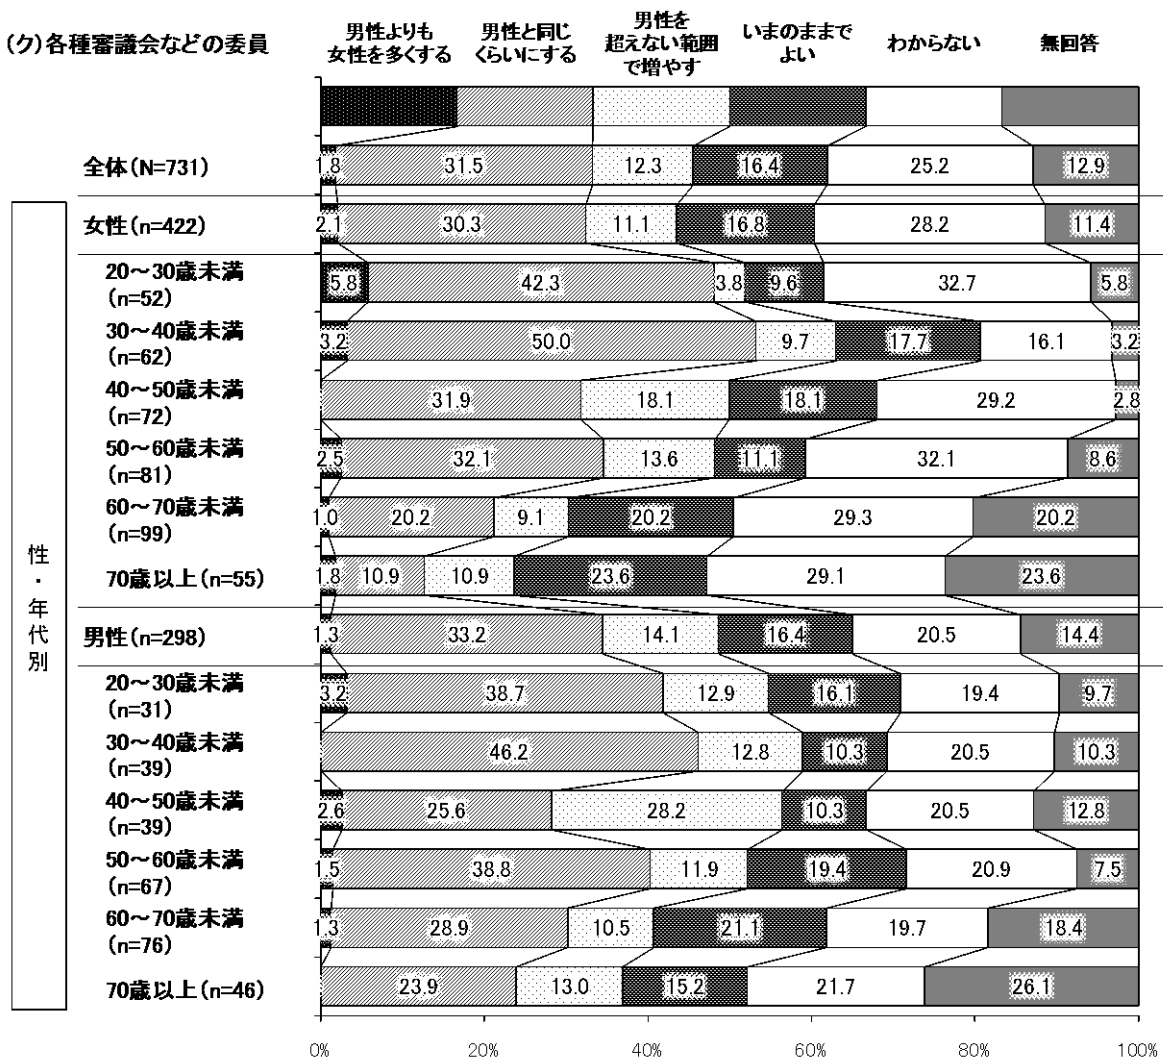 (ク)各種審議会などの委員
男性よりも
女性を多くする
男性と同じ
くらいにする
男性を
超えない範囲
で増やす
いまのままで
よい
わからない
無回答
全体(N=731)
1.8 31.5 12.3 16.4 25.2 12.9
性・年代別
女性(n=422)
2.1 30.3 11.1 16.8 28.2 11.4
20～30歳未満
(n=52)
5.8 42.3 3.8 9.6 32.7 5.8
30～40歳未満
(n=62)
3.2 50.0 9.7 17.7 16.1 3.2
40～50歳未満
(n=72)
31.9 18.1 18.1 29.2 2.8
50～60歳未満
(n=81)
2.5 32.1 13.6 11.1 32.1 8.6
60～70歳未満
(n=99)
1.0 20.2 9.1 20.2 29.3 20.2
70歳以上(n=55)
1.8 10.9 10.9 23.6 29.1 23.6
男性(n=298)
1.3 33.2 14.1 16.4 20.5 14.4
20～30歳未満
(n=31)
3.2 38.7 12.9 16.1 19.4 9.7
30～40歳未満
(n=39)
46.2 12.8 10.3 20.5 10.3
40～50歳未満
(n=39)
2.6 25.6 28.2 10.3 20.5 12.8
50～60歳未満
(n=67)
1.5 38.8 11.9 19.4 20.9 7.5
60～70歳未満
(n=76)
1.3 28.9 10.5 21.1 19.7 18.4
70歳以上(n=46)
23.9 13.0 15.2 21.7 26.1
0% 20% 40% 60% 80% 100%